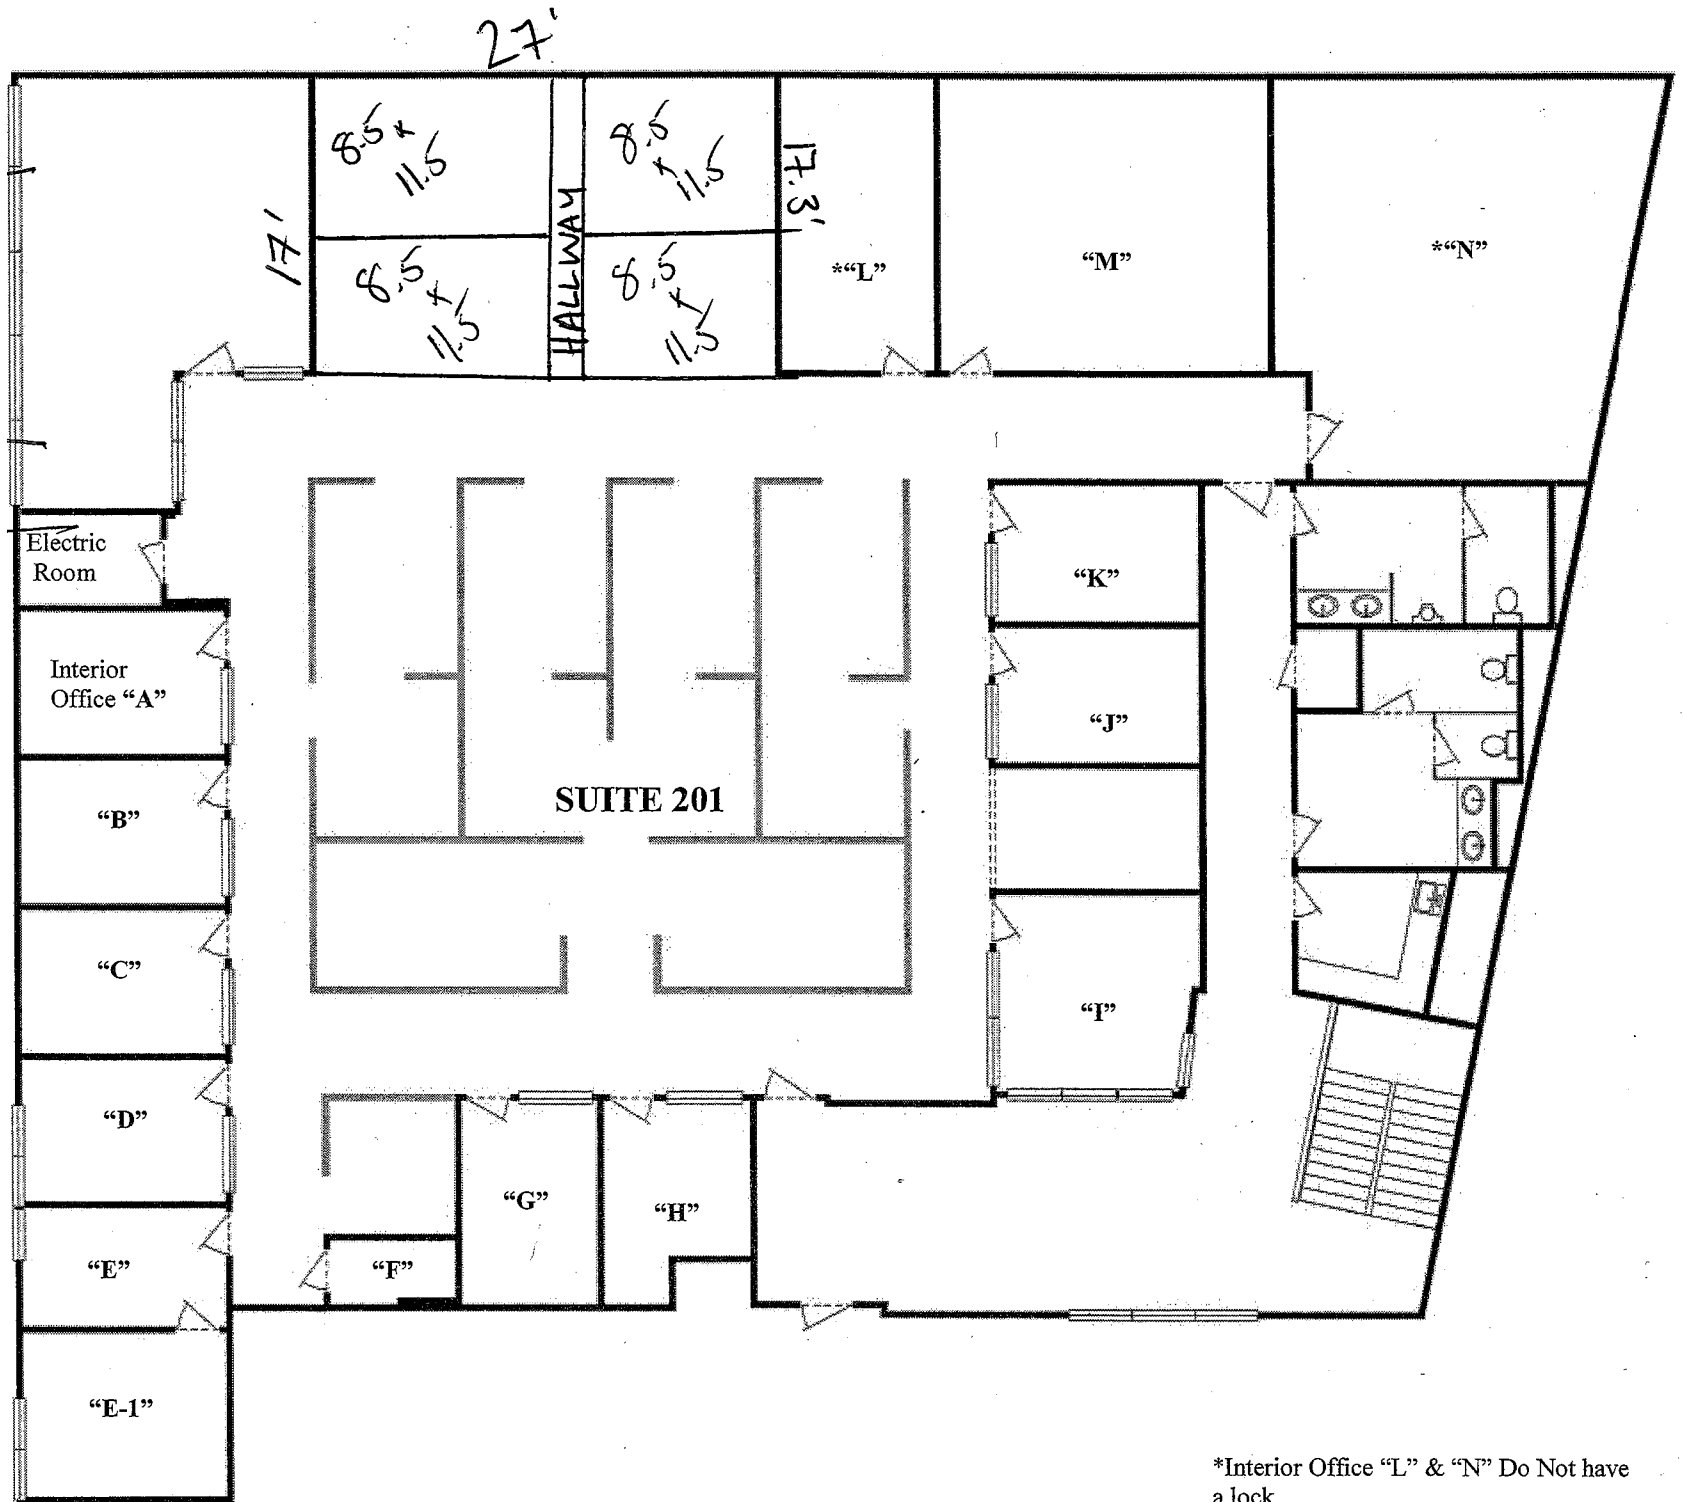 27'
8.5 x
11.5
8.5
x
11.5
17'
HALLWAY
17.3'
8.5
x
11.5
8.5
x
11.5
*“L”
“M”
*“N”
Electric
Room
“K”
Interior
Office “A”
“J”
SUITE 201
“B”
“C”
“I”
“D”
“G”
“H”
“E”
“F”
“E-1”
*Interior Office “L” & “N” Do Not have
a lock